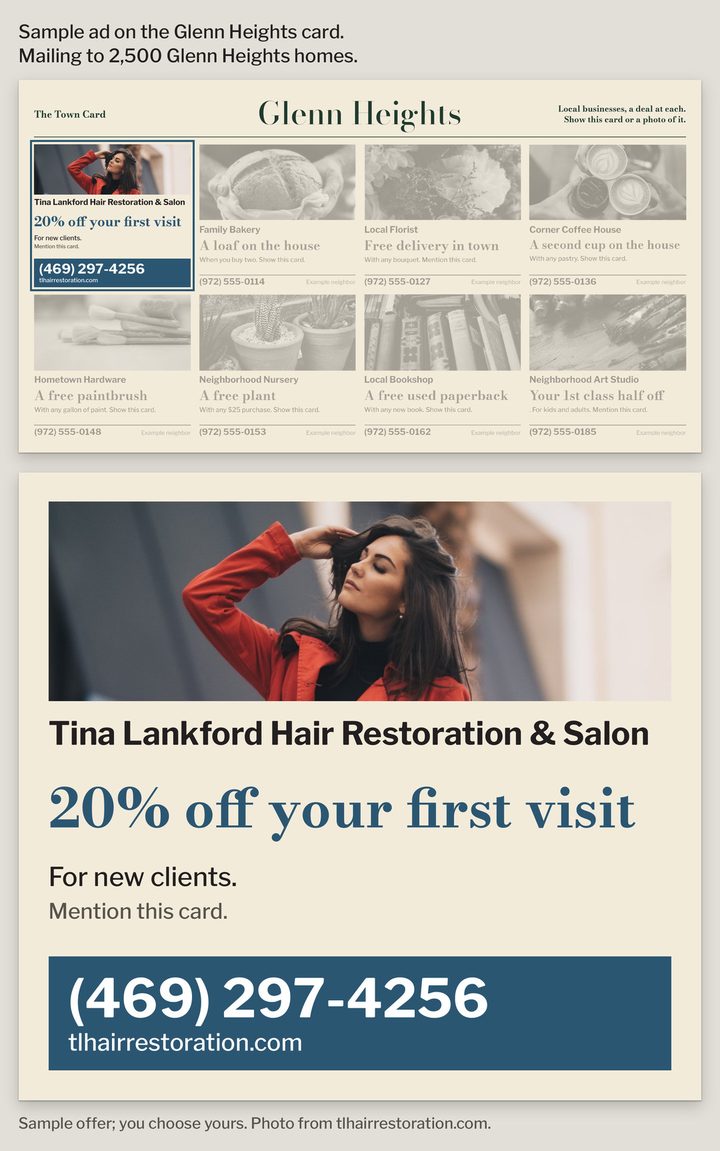 Sample ad on the Glenn Heights card.
Mailing to 2,500 Glenn Heights homes.
The Town Card
Glenn Heights
Local businesses, a deal at each.
Show this card or a photo of it.
Tina Lankford Hair Restoration & Salon
20% off your first visit
For new clients.
Mention this card.
(469) 297-4256
tlhairrestoration.com
Family Bakery
A loaf on the house
When you buy two. Show this card.
(972) 555-0114
Example neighbor
Local Florist
Free delivery in town
With any bouquet. Mention this card.
(972) 555-0127
Example neighbor
Corner Coffee House
A second cup on the house
With any pastry. Show this card.
(972) 555-0136
Example neighbor
Hometown Hardware
A free paintbrush
With any gallon of paint. Show this card.
(972) 555-0148
Example neighbor
Neighborhood Nursery
A free plant
With any $25 purchase. Show this card.
(972) 555-0153
Example neighbor
Local Bookshop
A free used paperback
With any new book. Show this card.
(972) 555-0162
Example neighbor
Neighborhood Art Studio
Your 1st class half off
For kids and adults. Mention this card.
(972) 555-0185
Example neighbor
Tina Lankford Hair Restoration & Salon
20% off your first visit
For new clients.
Mention this card.
(469) 297-4256
tlhairrestoration.com
Sample offer; you choose yours. Photo from tlhairrestoration.com.